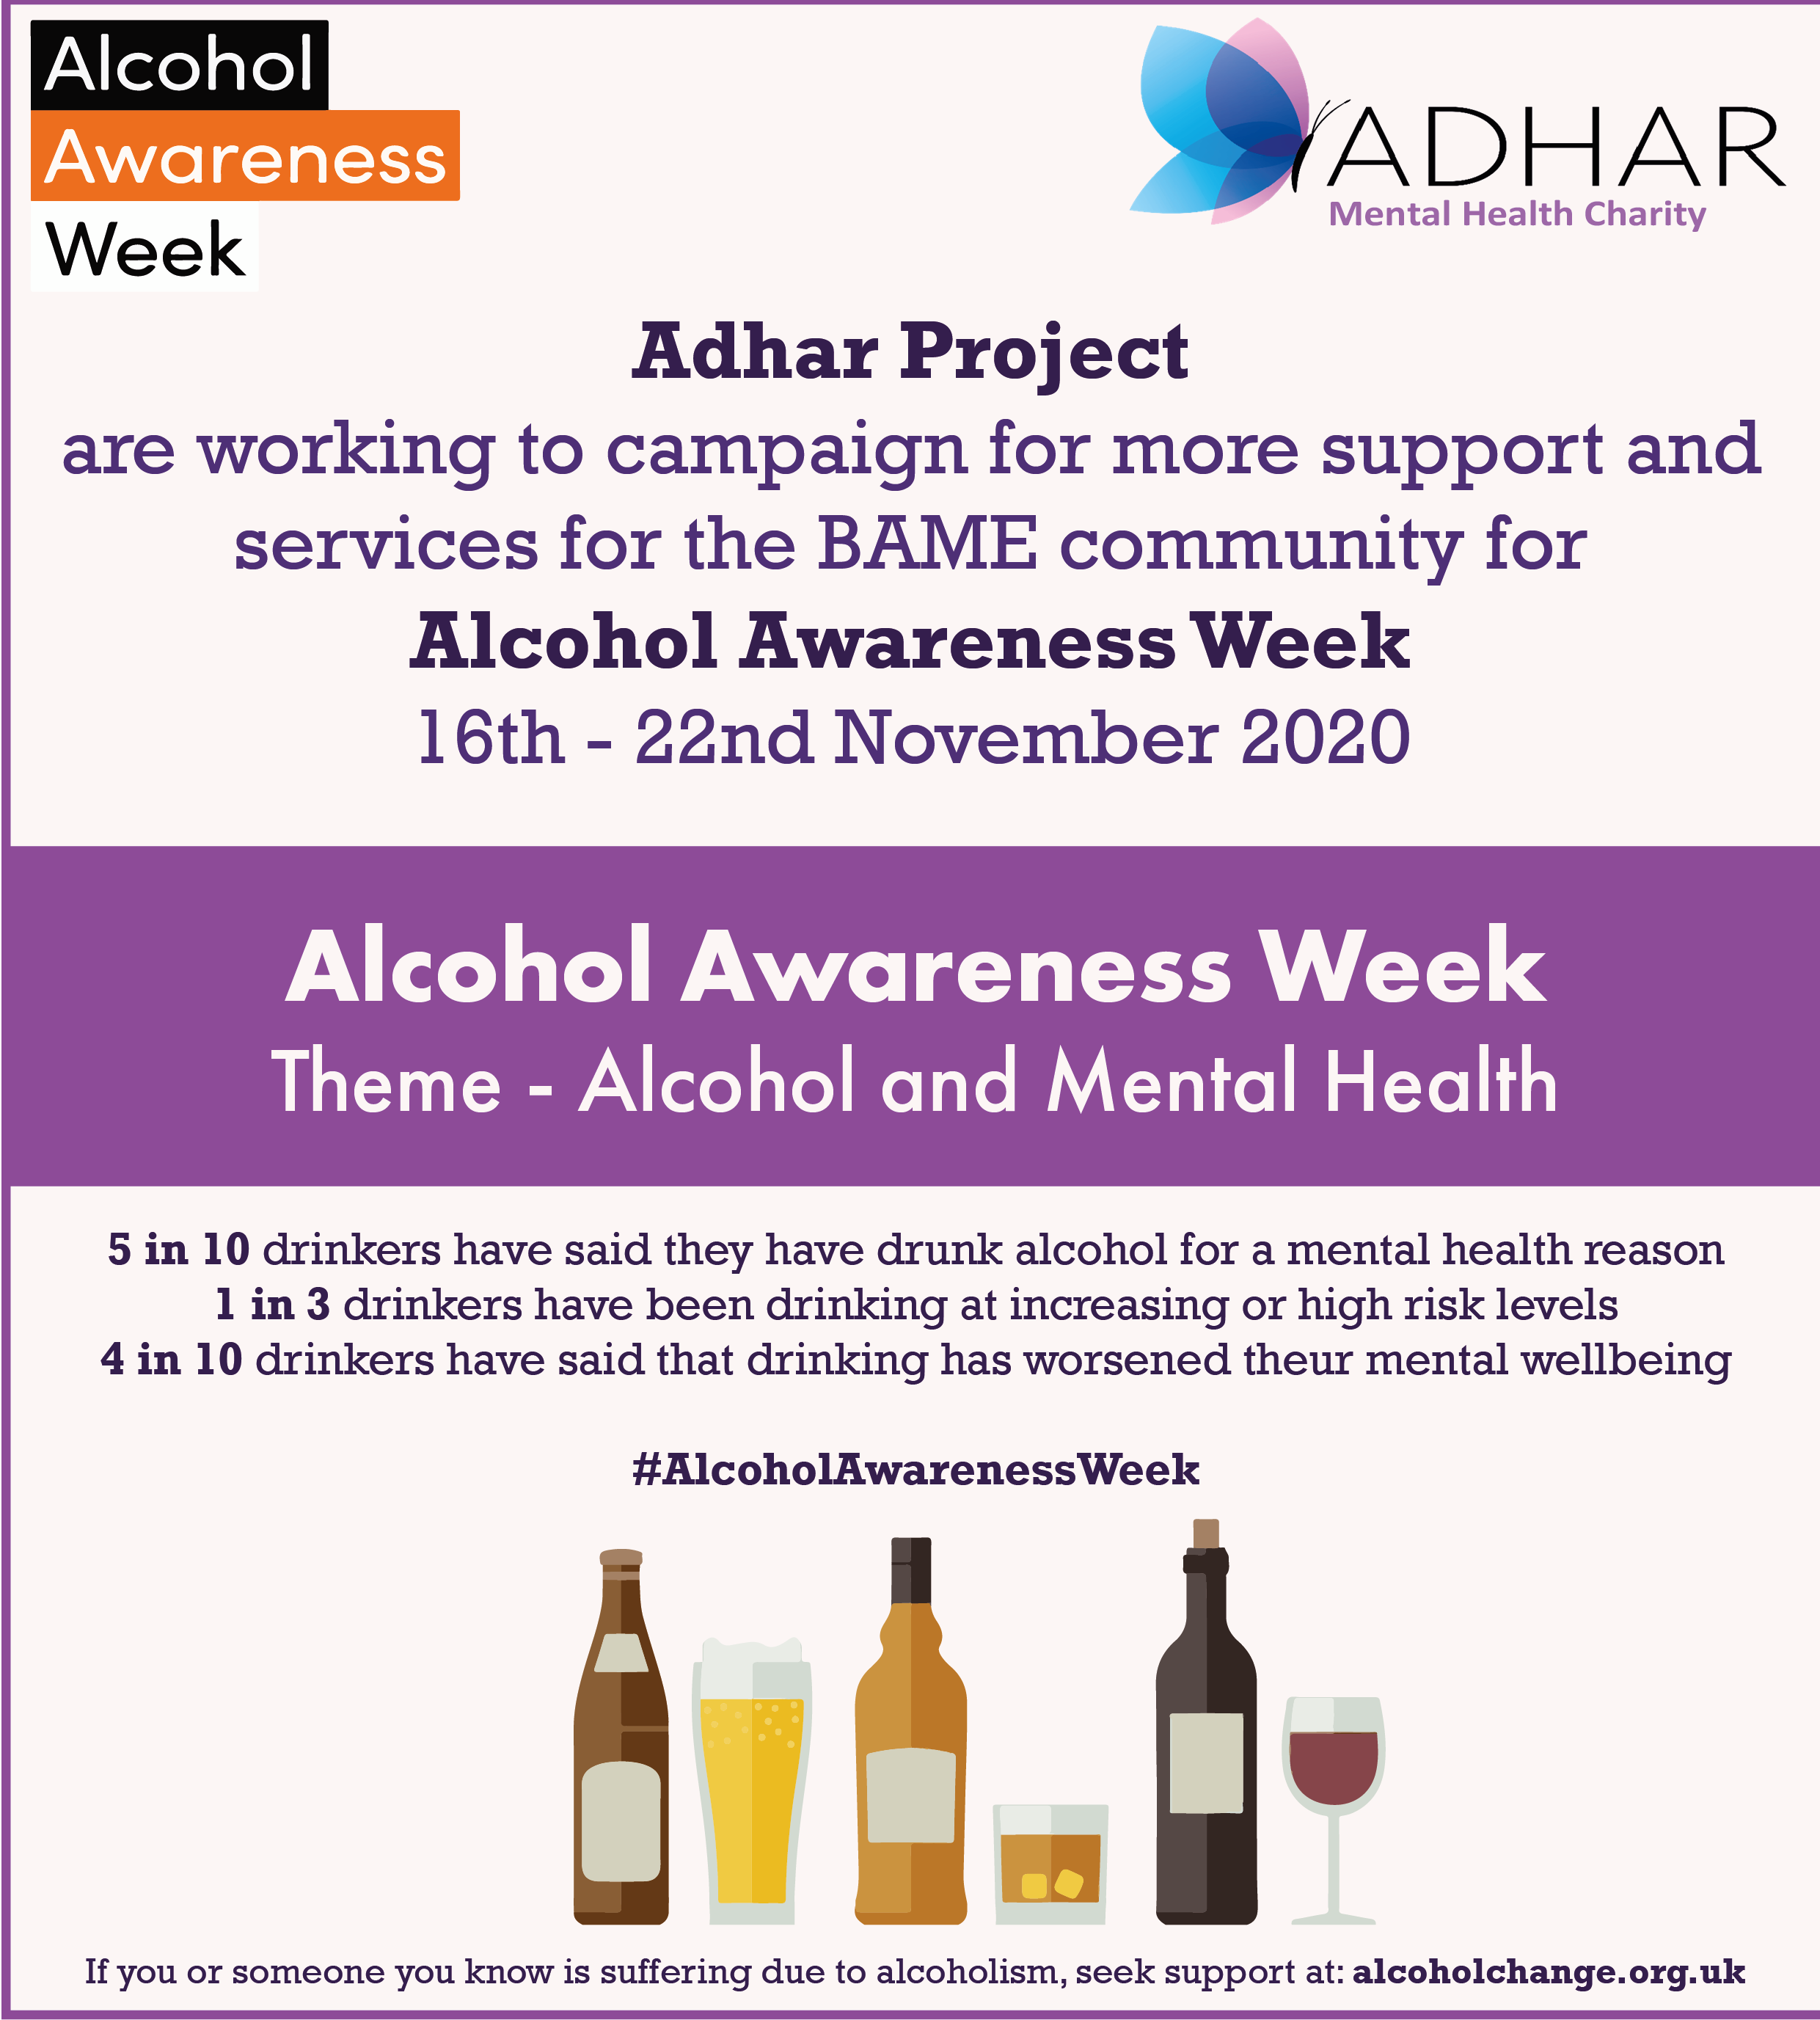 Alcohol
Awareness
Week
ADHAR
Mental Health Charity
Adhar Project
are working to campaign for more support and
services for the BAME community for
Alcohol Awareness Week
16th - 22nd November 2020
Alcohol Awareness Week
Theme - Alcohol and Mental Health
5 in 10 drinkers have said they have drunk alcohol for a mental health reason
1 in 3 drinkers have been drinking at increasing or high risk levels
4 in 10 drinkers have said that drinking has worsened theur mental wellbeing
#AlcoholAwarenessWeek
If you or someone you know is suffering due to alcoholism, seek support at: alcoholchange.org.uk